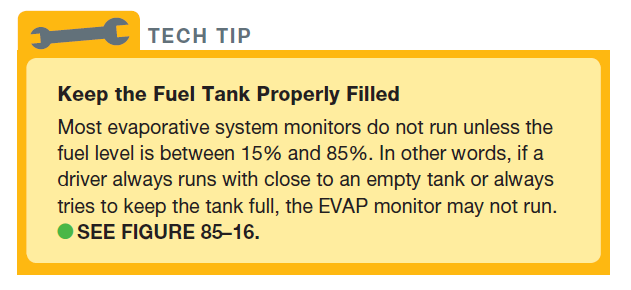 TECH TIP
Keep the Fuel Tank Properly Filled
Most evaporative system monitors do not run unless the
fuel level is between 15% and 85%. In other words, if a
driver always runs with close to an empty tank or always
tries to keep the tank full, the EVAP monitor may not run.
SEE FIGURE 85–16.